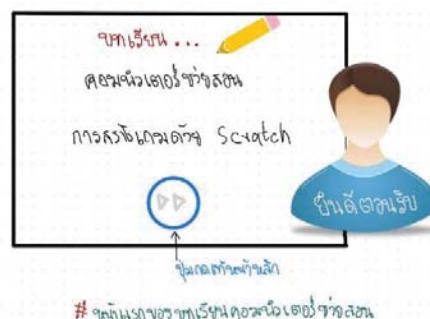 บทเรียน...
คอมพิวเตอร์ช่วยสอน
การสร้างเกมด้วย Scratch
ยินดีตอนรับ
ปุ่มกดเข้าหน้าหลัก
# หน้าแรกของบทเรียนคอมพิวเตอร์ช่วยสอน